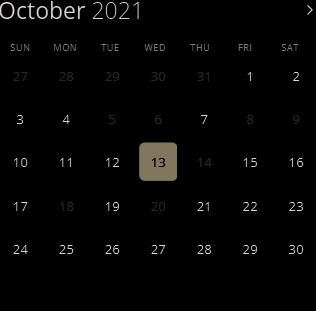 October 2021
SUN MON TUE WED THU FRI SAT
27 28 29 30 31 1 2
3 4 5 6 7 8 9
10 11 12 13 14 15 16
17 18 19 20 21 22 23
24 25 26 27 28 29 30